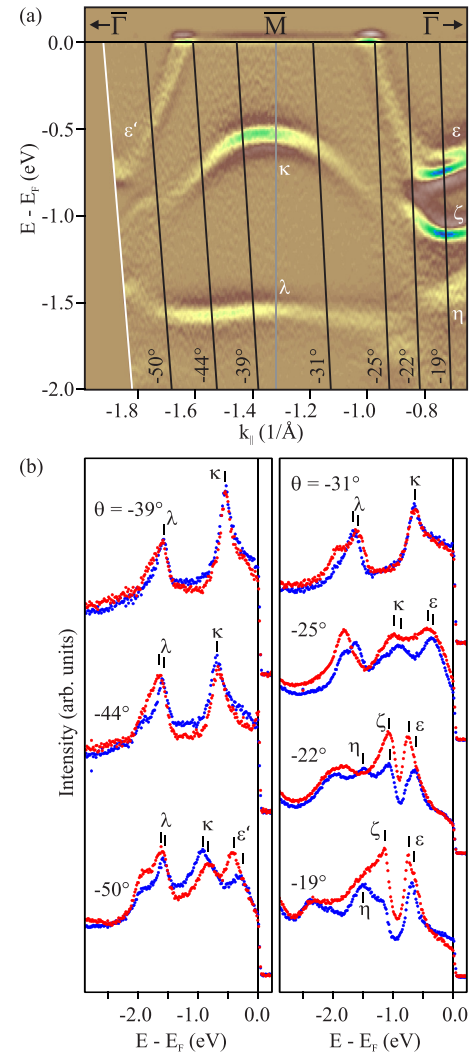 (a)
← Γ̅ M̅ Γ̅ →
0.0
-0.5
-1.0
-1.5
-2.0
E - E_F (eV)
ε‘ κ λ ε ζ η
-50° -44° -39° -31° -25° -22° -19°
-1.8 -1.6 -1.4 -1.2 -1.0 -0.8
k_∥ (1/Å)
(b)
Intensity (arb. units)
θ = -39° λ κ
-44° λ κ
-50° λ κ ε‘
-2.0 -1.0 0.0
E - E_F (eV)
θ = -31° λ κ
-25° κ ε
-22° η ζ ε
-19° η ζ ε
-2.0 -1.0 0.0
E - E_F (eV)